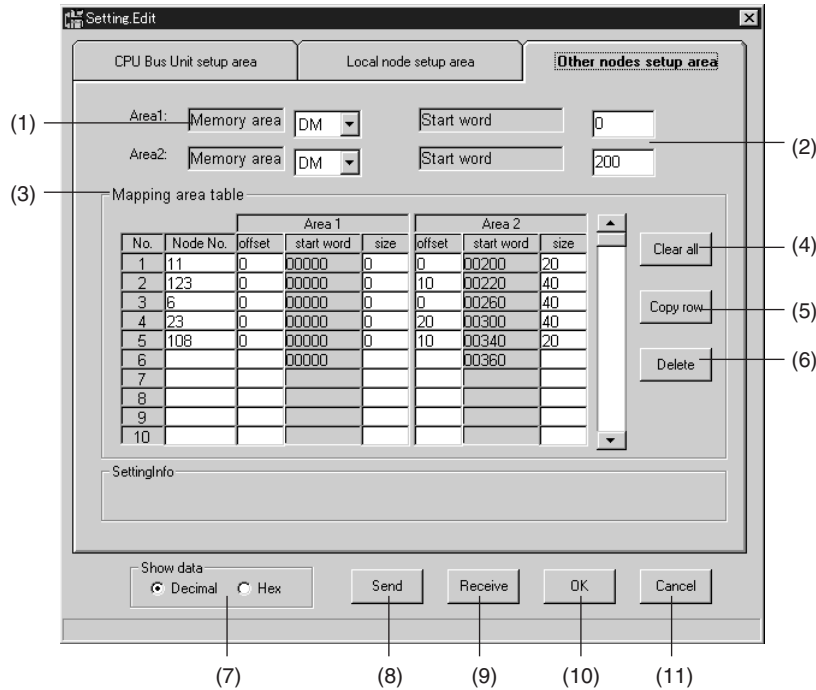 Setting.Edit
CPU Bus Unit setup area Local node setup area Other nodes setup area
Area1: Memory area DM Start word 0
(1)
(2)
Area2: Memory area DM Start word 200
(3)
Mapping area table
Area 1 Area 2
No. Node No. offset start word size offset start word size
1 11 0 00000 0 0 00200 20
2 123 0 00000 0 10 00220 40
3 6 0 00000 0 0 00260 40
4 23 0 00000 0 20 00300 40
5 108 0 00000 0 10 00340 20
6 00000 00360
7
8
9
10
Clear all (4)
Copy row (5)
Delete (6)
SettingInfo
Show data
Decimal Hex
Send Receive OK Cancel
(7) (8) (9) (10) (11)